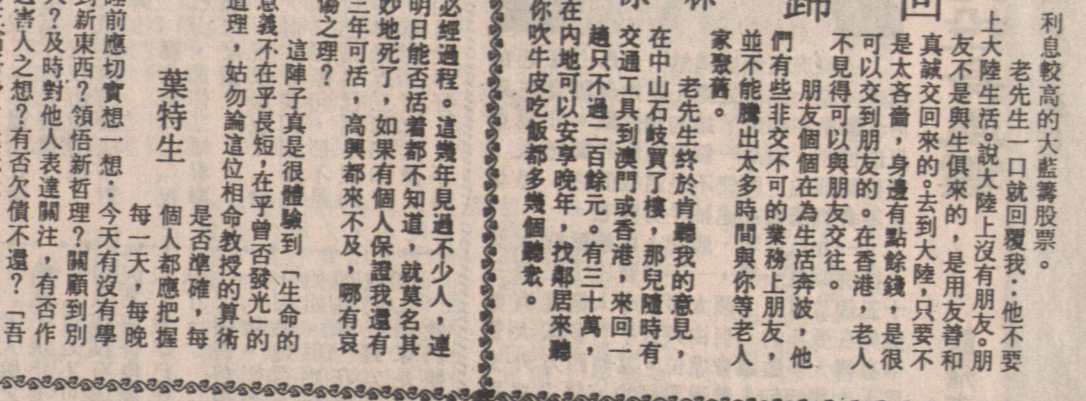 回
歸
林
利息較高的大藍籌股票。
老先生一口就回覆我：他不要
上大陸生活。說大陸上沒有朋友。朋
友不是與生俱來的，是用友善和
真誠交回來的。去到大陸，只要不
是太吝嗇，身邊有點餘錢，是很
可以交到朋友的。在香港，老人
不見得可以與朋友交往。
朋友個個在為生活奔波，他
們有些非交不可的業務上朋友，
並不能騰出太多時間與你等老人
家聚舊。
老先生終於肯聽我的意見，
在中山石岐買了樓，那兒隨時有
交通工具到澳門或香港，來回一
趟只不過二百餘元。有三十萬，
在內地可以安享晚年，找鄰居來聽
你吹牛皮吃飯都多幾個聽衆。
必經過程。這幾年見過不少人，連
明日能否活着都不知道，就莫名其
妙地死了，如果有個人保證我還有
三年可活，高興都來不及，哪有哀
傷之理？
這陣子真是很體驗到「生命的
意義不在乎長短，在乎曾否發光」的
道理，姑勿論這位相命教授的算術
是否準確，每
個人都應把握
每一天，每晚
葉特生
睡前應切實想一想：今天有沒有學
到新東西？領悟新哲理？關顧到別
人？及時對他人表達關注，有否作
過害人之想？有否欠債不還？「吾